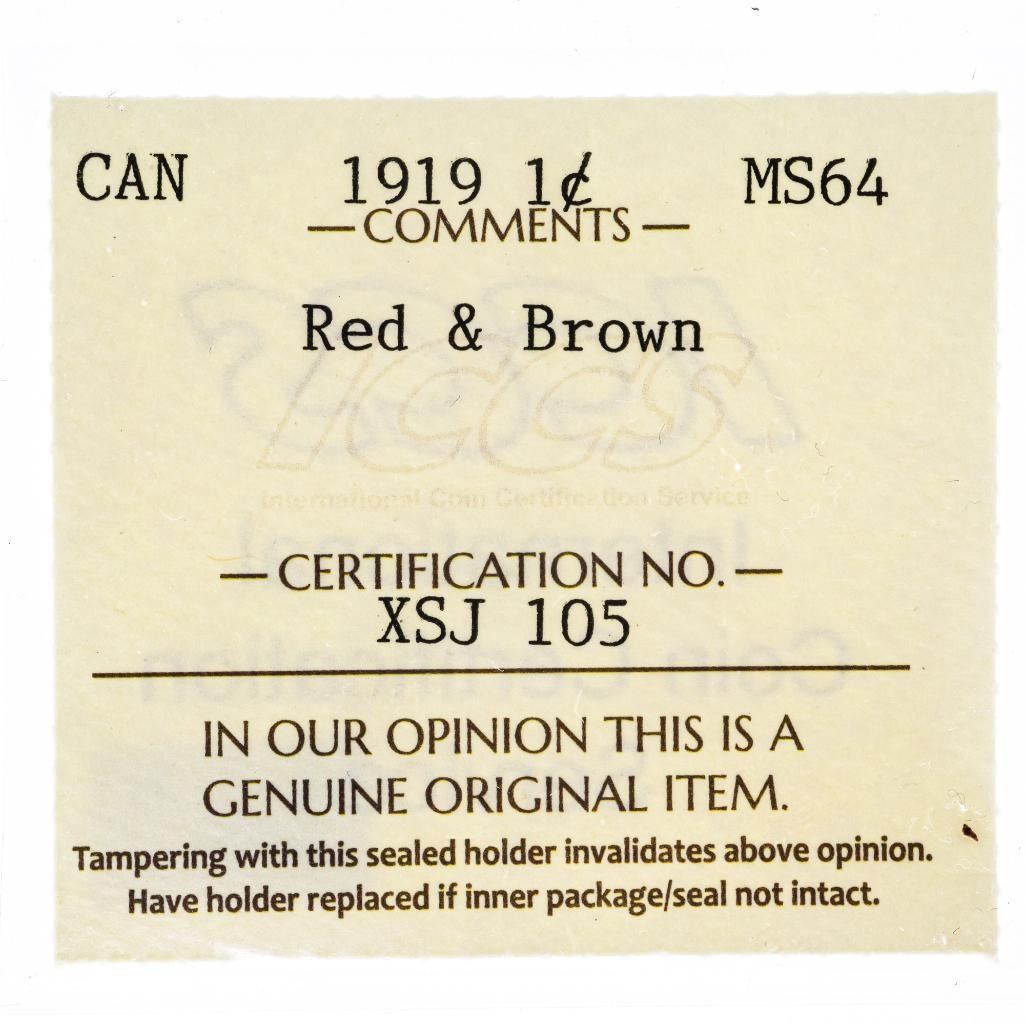 CAN 1919 1¢ MS64
— COMMENTS —
Red & Brown
ICCS
International Coin Certification Service
— CERTIFICATION NO. —
XSJ 105
IN OUR OPINION THIS IS A
GENUINE ORIGINAL ITEM.
Tampering with this sealed holder invalidates above opinion.
Have holder replaced if inner package/seal not intact.